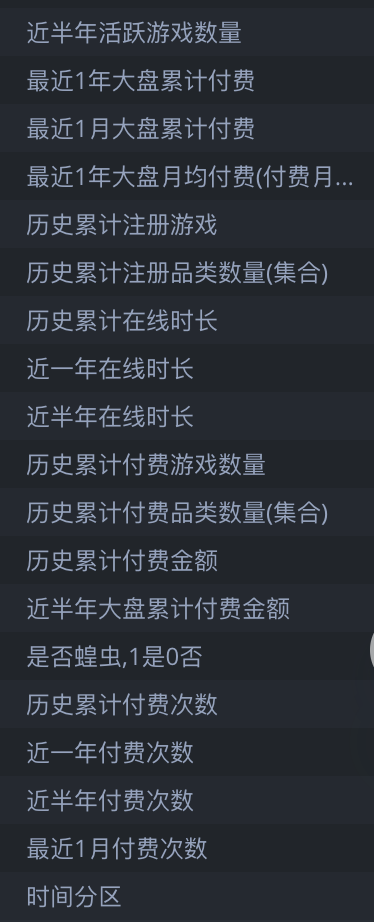 近半年活跃游戏数量
最近1年大盘累计付费
最近1月大盘累计付费
最近1年大盘月均付费(付费月...
历史累计注册游戏
历史累计注册品类数量(集合)
历史累计在线时长
近一年在线时长
近半年在线时长
历史累计付费游戏数量
历史累计付费品类数量(集合)
历史累计付费金额
近半年大盘累计付费金额
是否蝗虫,1是0否
历史累计付费次数
近一年付费次数
近半年付费次数
最近1月付费次数
时间分区